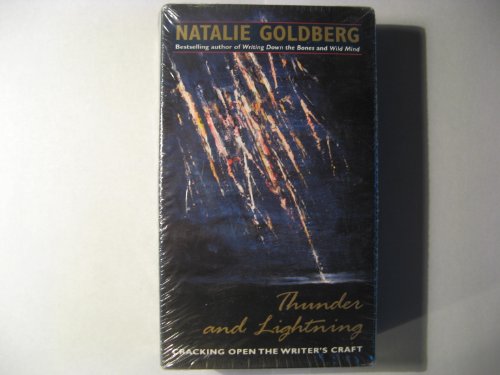 NATALIE GOLDBERG
Bestselling author of Writing Down the Bones and Wild Mind
Thunder
and Lightning
CRACKING OPEN THE WRITER'S CRAFT